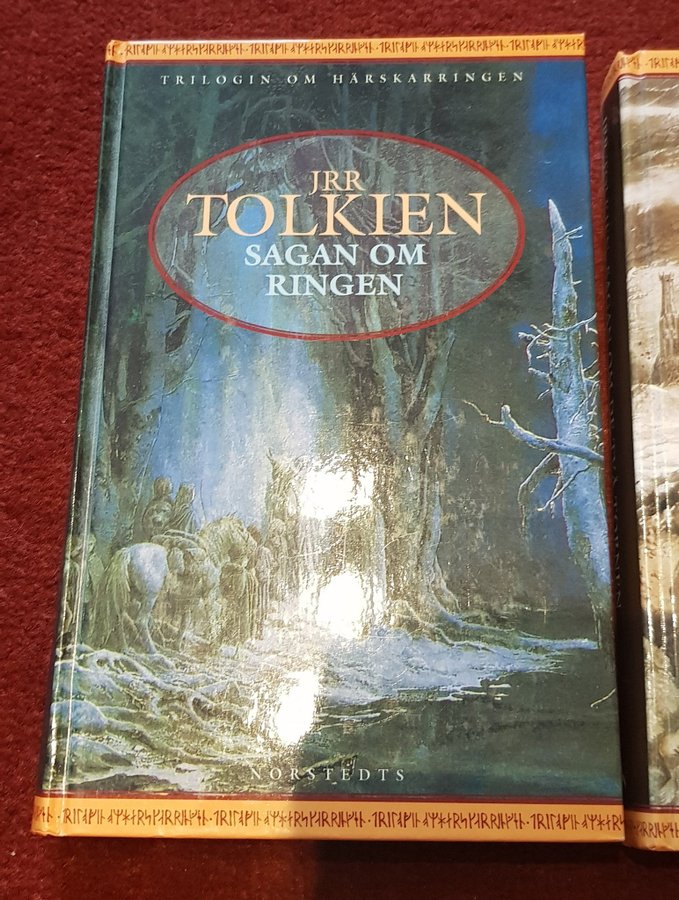 TRILOGIN OM HÄRSKARRINGEN
JRR
TOLKIEN
SAGAN OM
RINGEN
NORSTEDTS